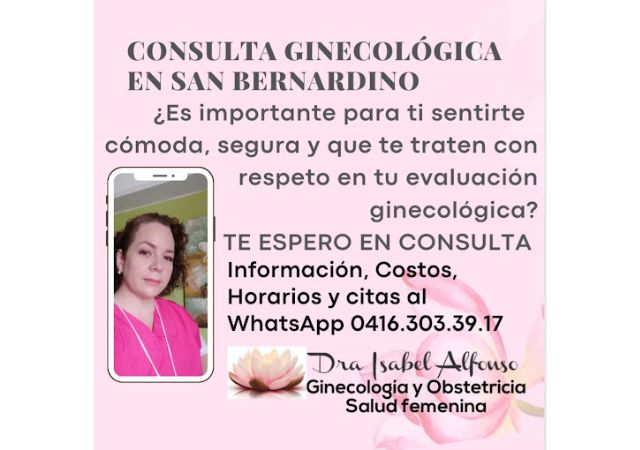 CONSULTA GINECOLÓGICA
EN SAN BERNARDINO
¿Es importante para ti sentirte
cómoda, segura y que te traten con
respeto en tu evaluación
ginecológica?
TE ESPERO EN CONSULTA
Información, Costos,
Horarios y citas al
WhatsApp 0416.303.39.17
Dra Isabel Alfonso
Ginecología y Obstetricia
Salud femenina